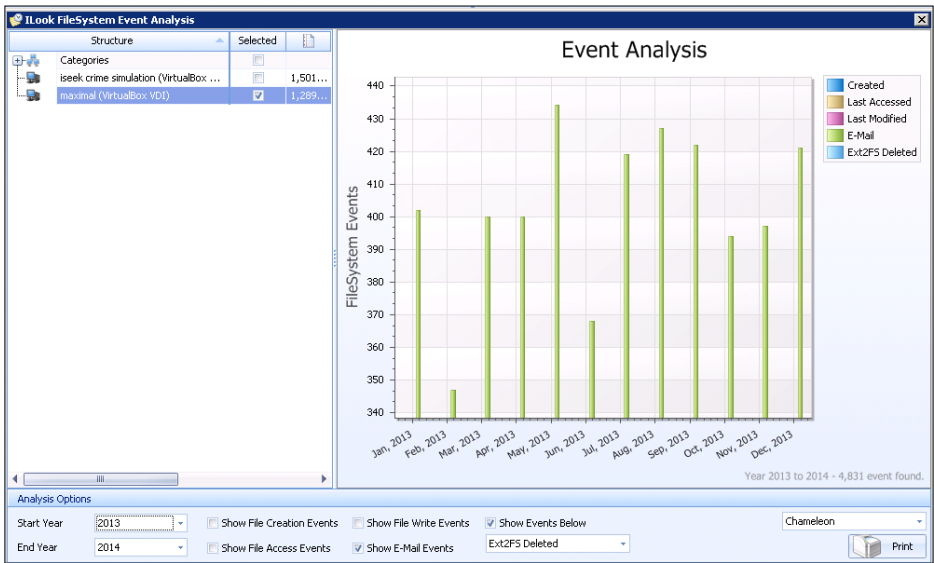 ILook FileSystem Event Analysis
Structure Selected
Categories
iseek crime simulation (VirtualBox ... 1,501...
maximal (VirtualBox VDI) 1,289...
Event Analysis
FileSystem Events
440
430
420
410
400
390
380
370
360
350
340
Jan, 2013 Feb, 2013 Mar, 2013 Apr, 2013 May, 2013 Jun, 2013 Jul, 2013 Aug, 2013 Sep, 2013 Oct, 2013 Nov, 2013 Dec, 2013
Created
Last Accessed
Last Modified
E-Mail
Ext2FS Deleted
Year 2013 to 2014 - 4,831 event found.
Analysis Options
Start Year 2013 Show File Creation Events Show File Write Events Show Events Below Chameleon
End Year 2014 Show File Access Events Show E-Mail Events Ext2FS Deleted Print